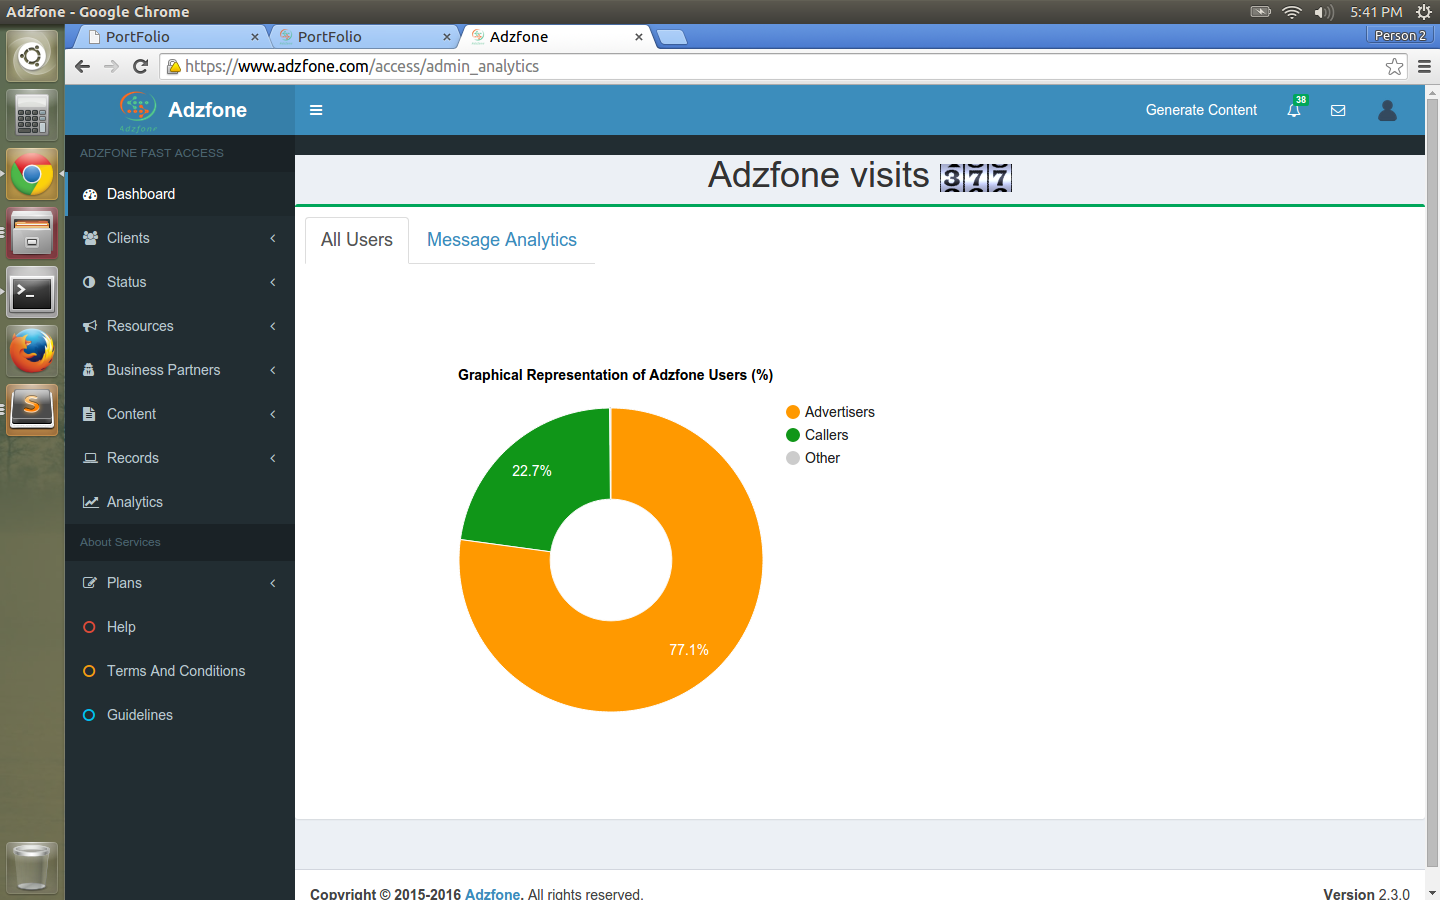 Adzfone - Google Chrome
5:41 PM
PortFolio
PortFolio
Adzfone
Person 2
https://www.adzfone.com/access/admin_analytics
Adzfone
Adzfone
Generate Content
38
ADZFONE FAST ACCESS
Dashboard
Clients
Status
Resources
Business Partners
Content
Records
Analytics
About Services
Plans
Help
Terms And Conditions
Guidelines
Adzfone visits 377
All Users
Message Analytics
Graphical Representation of Adzfone Users (%)
Advertisers
Callers
Other
22.7%
77.1%
Copyright © 2015-2016 Adzfone. All rights reserved.
Version 2.3.0